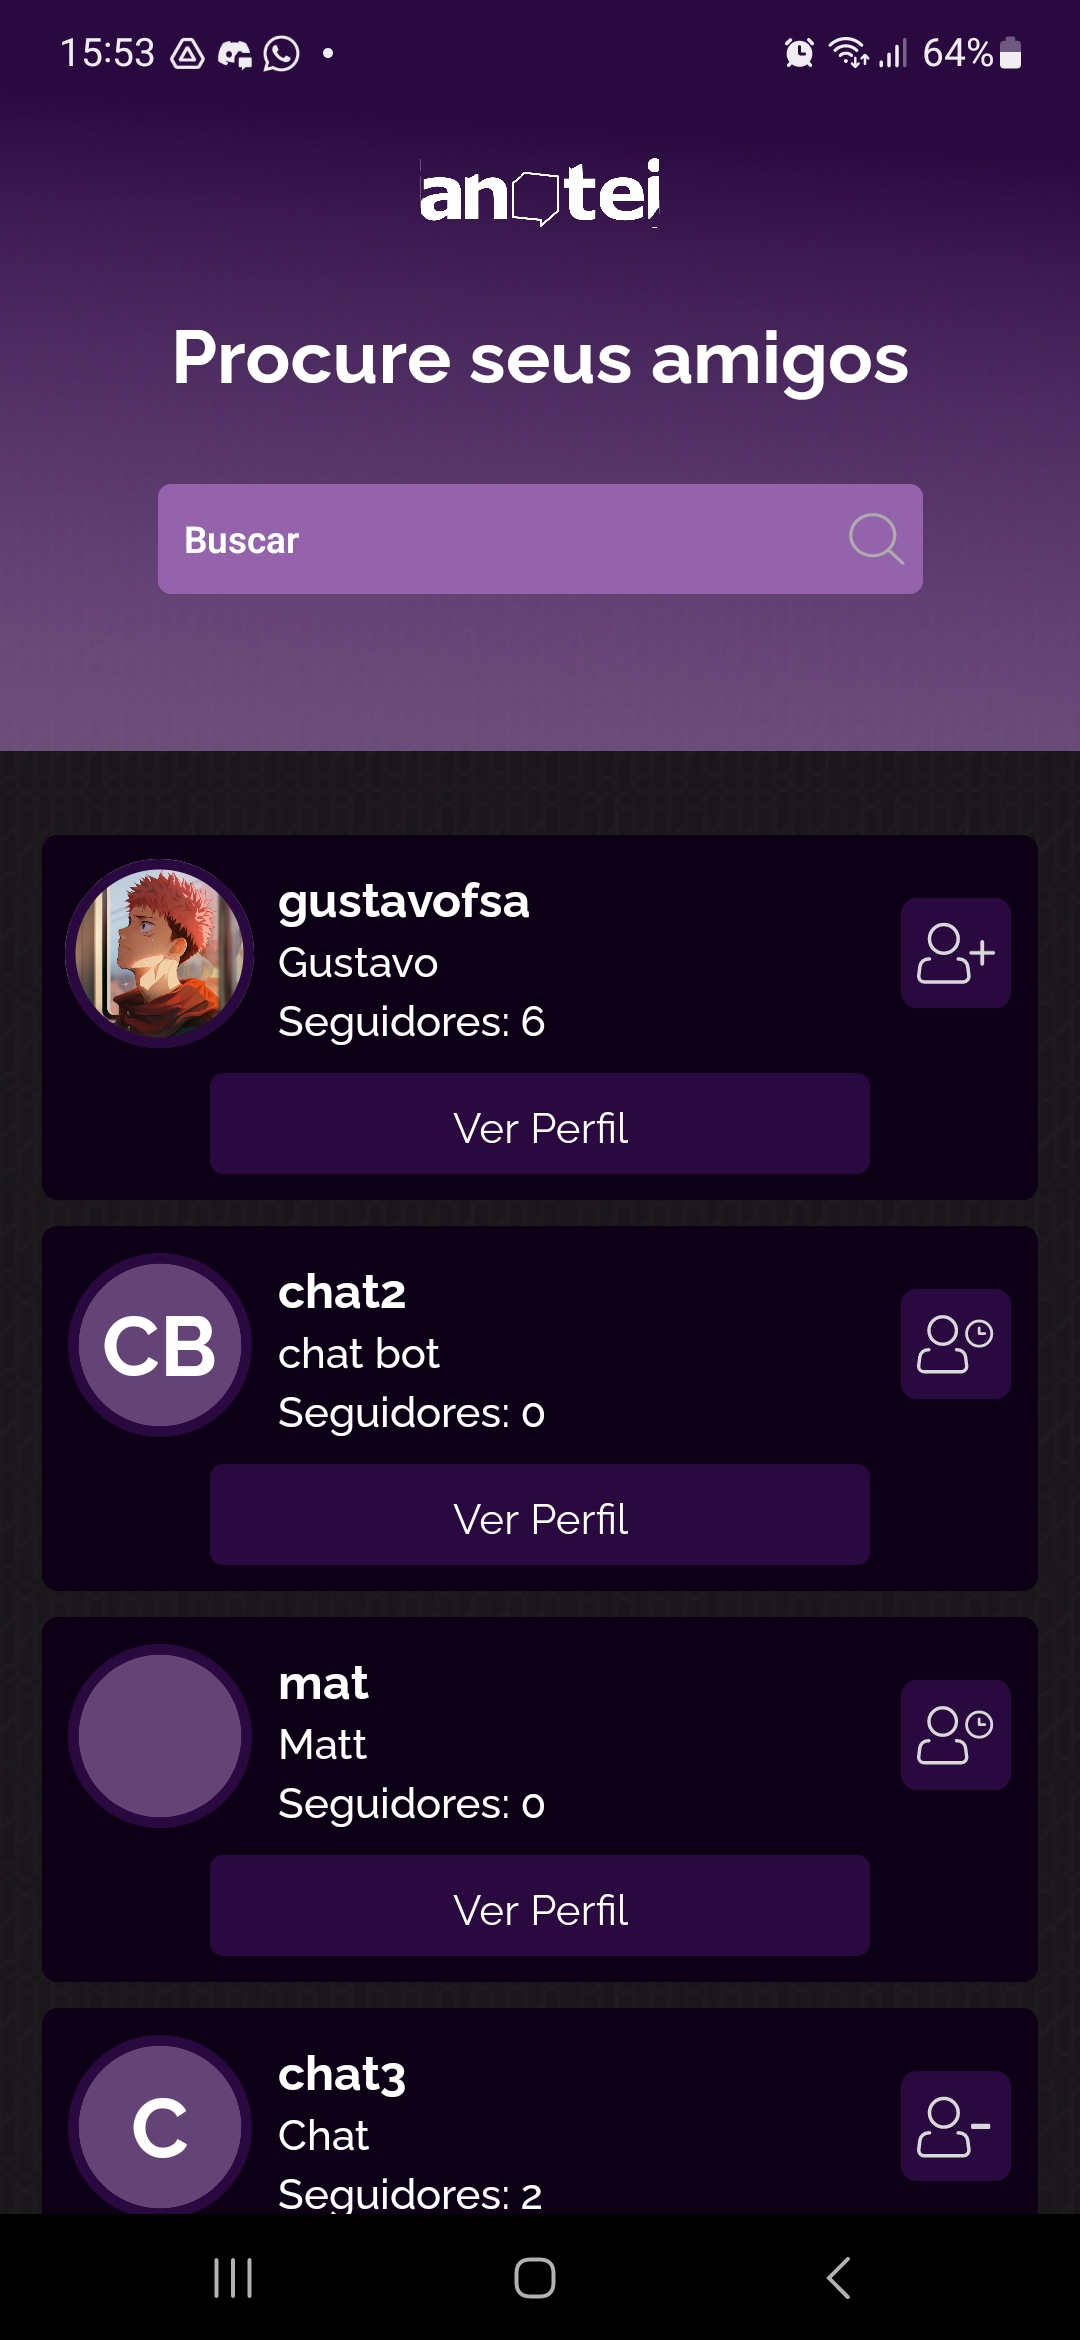 15:53
64%
anotei
Procure seus amigos
Buscar
gustavofsa
Gustavo
Seguidores: 6
Ver Perfil
CB
chat2
chat bot
Seguidores: 0
Ver Perfil
mat
Matt
Seguidores: 0
Ver Perfil
C
chat3
Chat
Seguidores: 2